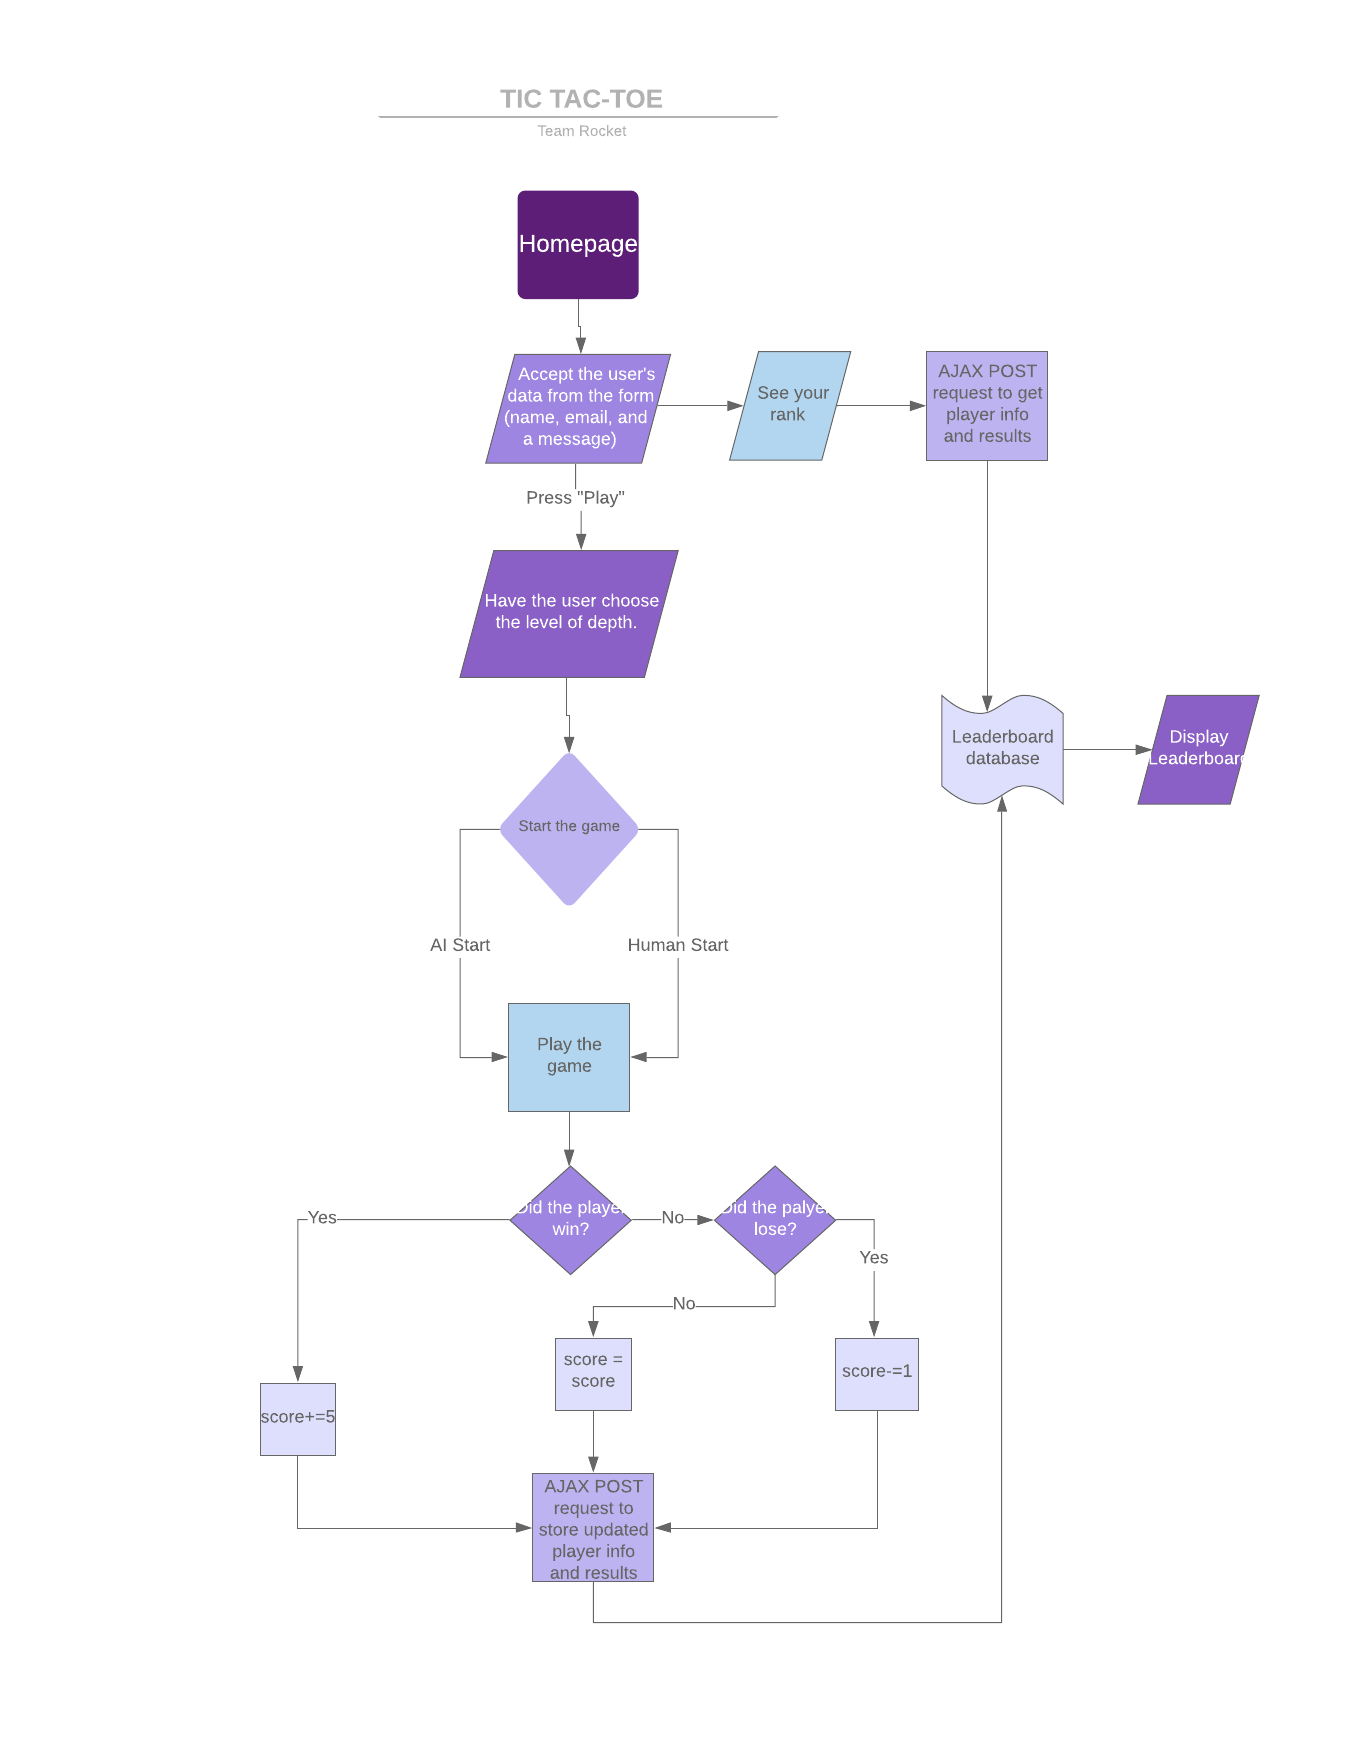 TIC TAC-TOE
Team Rocket
Homepage
Accept the user's
data from the form
(name, email, and
a message)
See your
rank
AJAX POST
request to get
player info
and results
Press "Play"
Have the user choose
the level of depth.
Leaderboard
database
Display
Leaderboard
Start the game
AI Start
Human Start
Play the
game
Yes
Did the player
win?
No
Did the palyer
lose?
Yes
No
score =
score
score-=1
score+=5
AJAX POST
request to
store updated
player info
and results